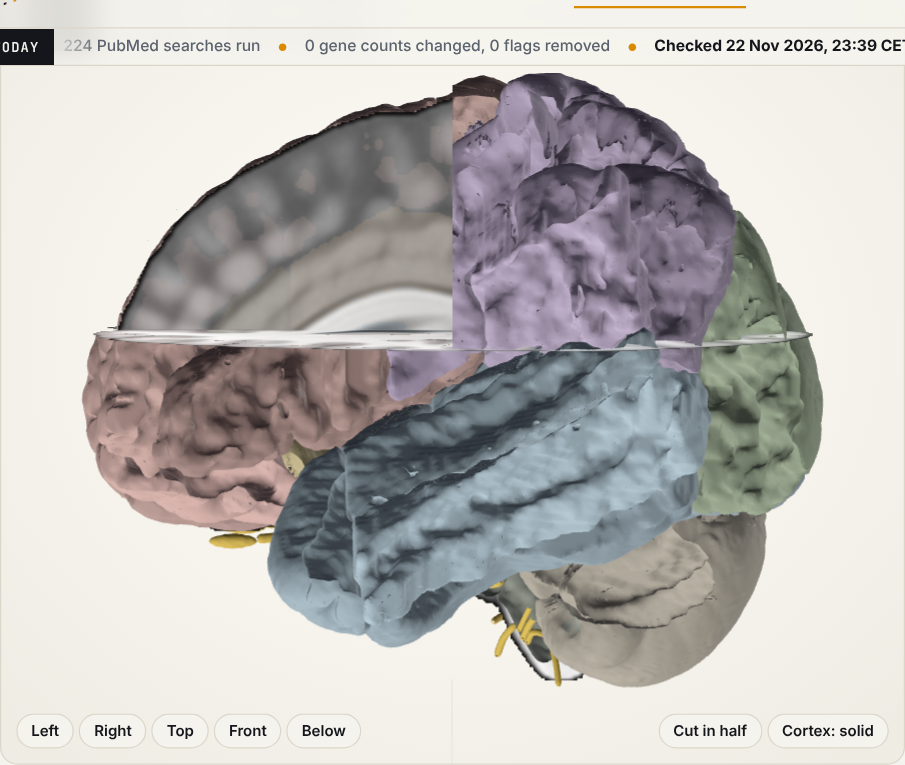 ODAY 224 PubMed searches run • 0 gene counts changed, 0 flags removed • Checked 22 Nov 2026, 23:39 CET
Left Right Top Front Below Cut in half Cortex: solid